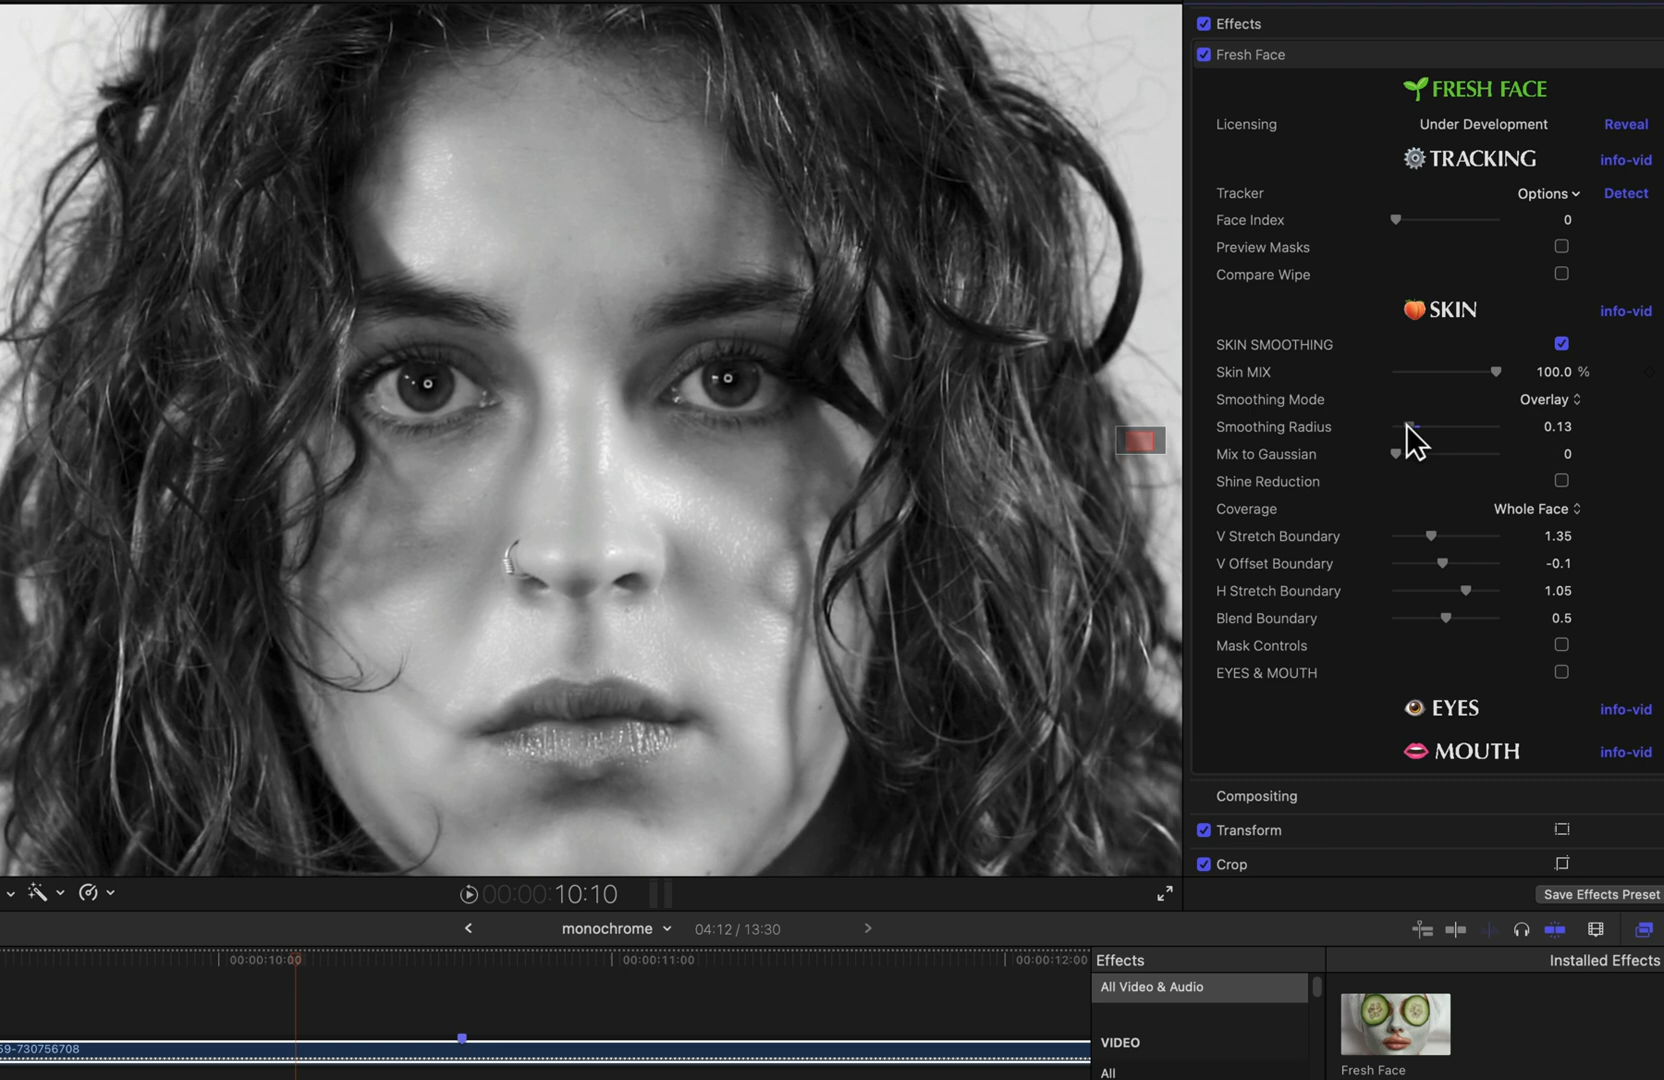 Effects
Fresh Face
FRESH FACE
Licensing Under Development Reveal
TRACKING info-vid
Tracker Options Detect
Face Index 0
Preview Masks
Compare Wipe
SKIN info-vid
SKIN SMOOTHING
Skin MIX 100.0 %
Smoothing Mode Overlay
Smoothing Radius 0.13
Mix to Gaussian 0
Shine Reduction
Coverage Whole Face
V Stretch Boundary 1.35
V Offset Boundary -0.1
H Stretch Boundary 1.05
Blend Boundary 0.5
Mask Controls
EYES & MOUTH
EYES info-vid
MOUTH info-vid
Compositing
Transform
Crop
00:00:10:10
Save Effects Preset
monochrome 04:12 / 13:30
00:00:10:00 00:00:11:00 00:00:12:00
Effects Installed Effects
All Video & Audio
VIDEO
59-730756708
All
Fresh Face